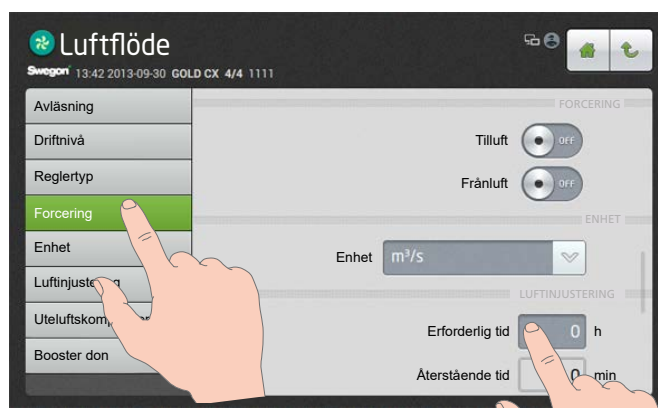 Luftflöde
Swegon 13:42 2013-09-30 GOLD CX 4/4 1111
Avläsning
Driftnivå
Reglertyp
Forcering
Enhet
Luftinjustering
Booster don
FORCERING
Tilluft OFF
Frånluft OFF
ENHET
Enhet m³/s
LUFTINJUSTERING
Erforderlig tid 0 h
Återstående tid 0 min